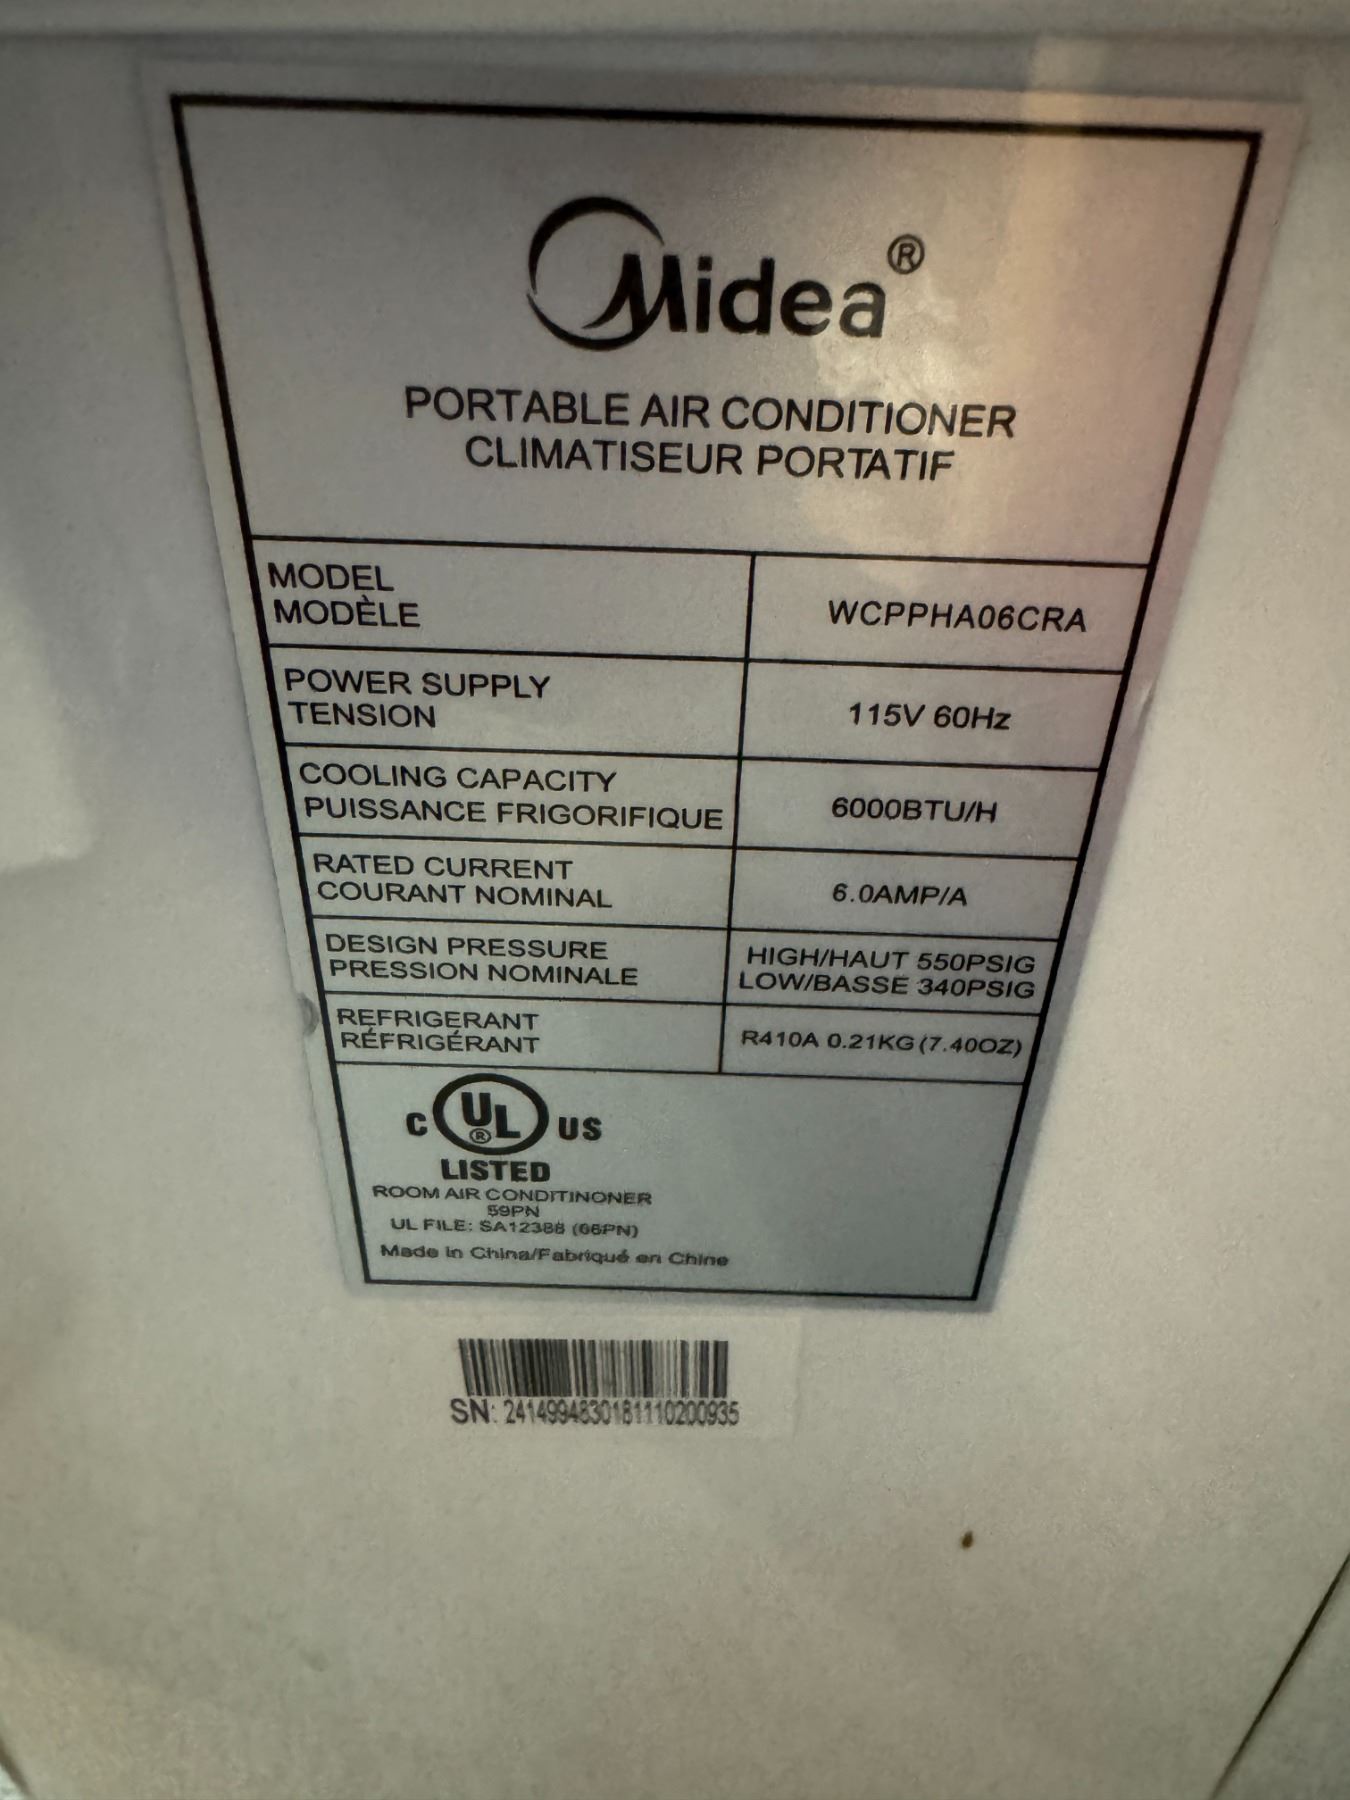 Midea®
PORTABLE AIR CONDITIONER
CLIMATISEUR PORTATIF
MODEL
MODÈLE
WCPPHA06CRA
POWER SUPPLY
TENSION
115V 60Hz
COOLING CAPACITY
PUISSANCE FRIGORIFIQUE
6000BTU/H
RATED CURRENT
COURANT NOMINAL
6.0AMP/A
DESIGN PRESSURE
PRESSION NOMINALE
HIGH/HAUT 550PSIG
LOW/BASSE 340PSIG
REFRIGERANT
RÉFRIGÉRANT
R410A 0.21KG(7.40OZ)
C UL® US
LISTED
ROOM AIR CONDITINONER
59PN
UL FILE: SA12388 (66PN)
Made in China/Fabriqué en Chine
SN: 2414994830181110200935